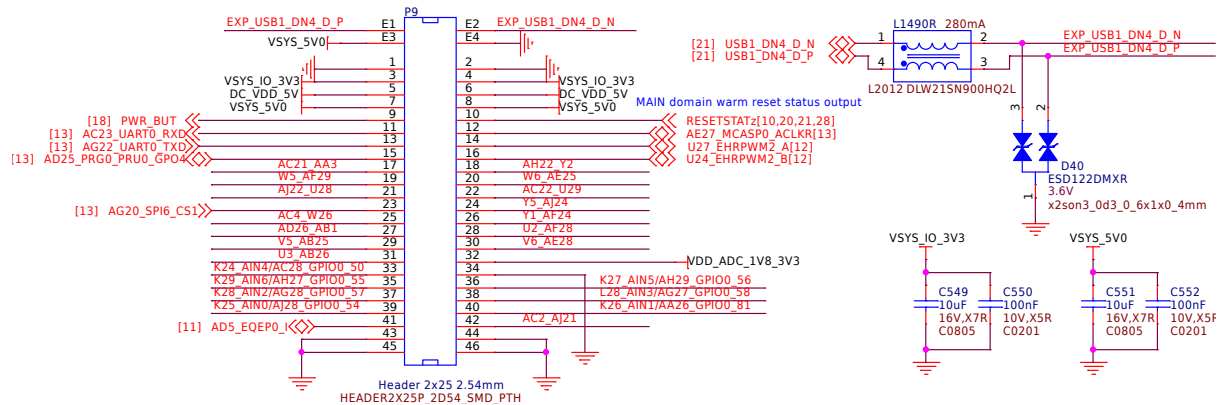 P9
EXP_USB1_DN4_D_P E1 E2 EXP_USB1_DN4_D_N
VSYS_5V0 E3 E4
1 2
VSYS_IO_3V3 3 4 VSYS_IO_3V3
DC_VDD_5V 5 6 DC_VDD_5V
VSYS_5V0 7 8 VSYS_5V0
MAIN domain warm reset status output
[18] PWR_BUT 9 10 RESETSTATz[10,20,21,28]
[13] AC23_UART0_RXD 11 12 AE27_MCASP0_ACLKR[13]
[13] AG22_UART0_TXD 13 14 U27_EHRPWM2_A[12]
[13] AD25_PRG0_PRU0_GPO4 15 16 U24_EHRPWM2_B[12]
AC21_AA3 17 18 AH22_Y2
W5_AF29 19 20 W6_AE25
AJ22_U28 21 22 AC22_U29
[13] AG20_SPI6_CS1 23 24 Y5_AJ24
AC4_W26 25 26 Y1_AF24
AD26_AB1 27 28 U2_AF28
V5_AB25 29 30 V6_AE28
U3_AB26 31 32 VDD_ADC_1V8_3V3
K24_AIN4/AC28_GPIO0_50 33 34
K29_AIN6/AH27_GPIO0_55 35 36 K27_AIN5/AH29_GPIO0_56
K28_AIN2/AG28_GPIO0_57 37 38 L28_AIN3/AG27_GPIO0_58
K25_AIN0/AJ28_GPIO0_54 39 40 K26_AIN1/AA26_GPIO0_81
[11] AD5_EQEP0_I 41 42 AC2_AJ21
43 44
45 46
Header 2x25 2.54mm
HEADER2X25P_2D54_SMD_PTH
L1490R 280mA
[21] USB1_DN4_D_N 1 2 EXP_USB1_DN4_D_N
[21] USB1_DN4_D_P 4 3 EXP_USB1_DN4_D_P
L2012 DLW21SN900HQ2L
3 2
D40
ESD122DMXR
3.6V
x2son3_0d3_0_6x1x0_4mm
1
VSYS_IO_3V3 VSYS_5V0
C549 C550 C551 C552
10uF 100nF 10uF 100nF
16V,X7R 10V,X5R 16V,X7R 10V,X5R
C0805 C0201 C0805 C0201